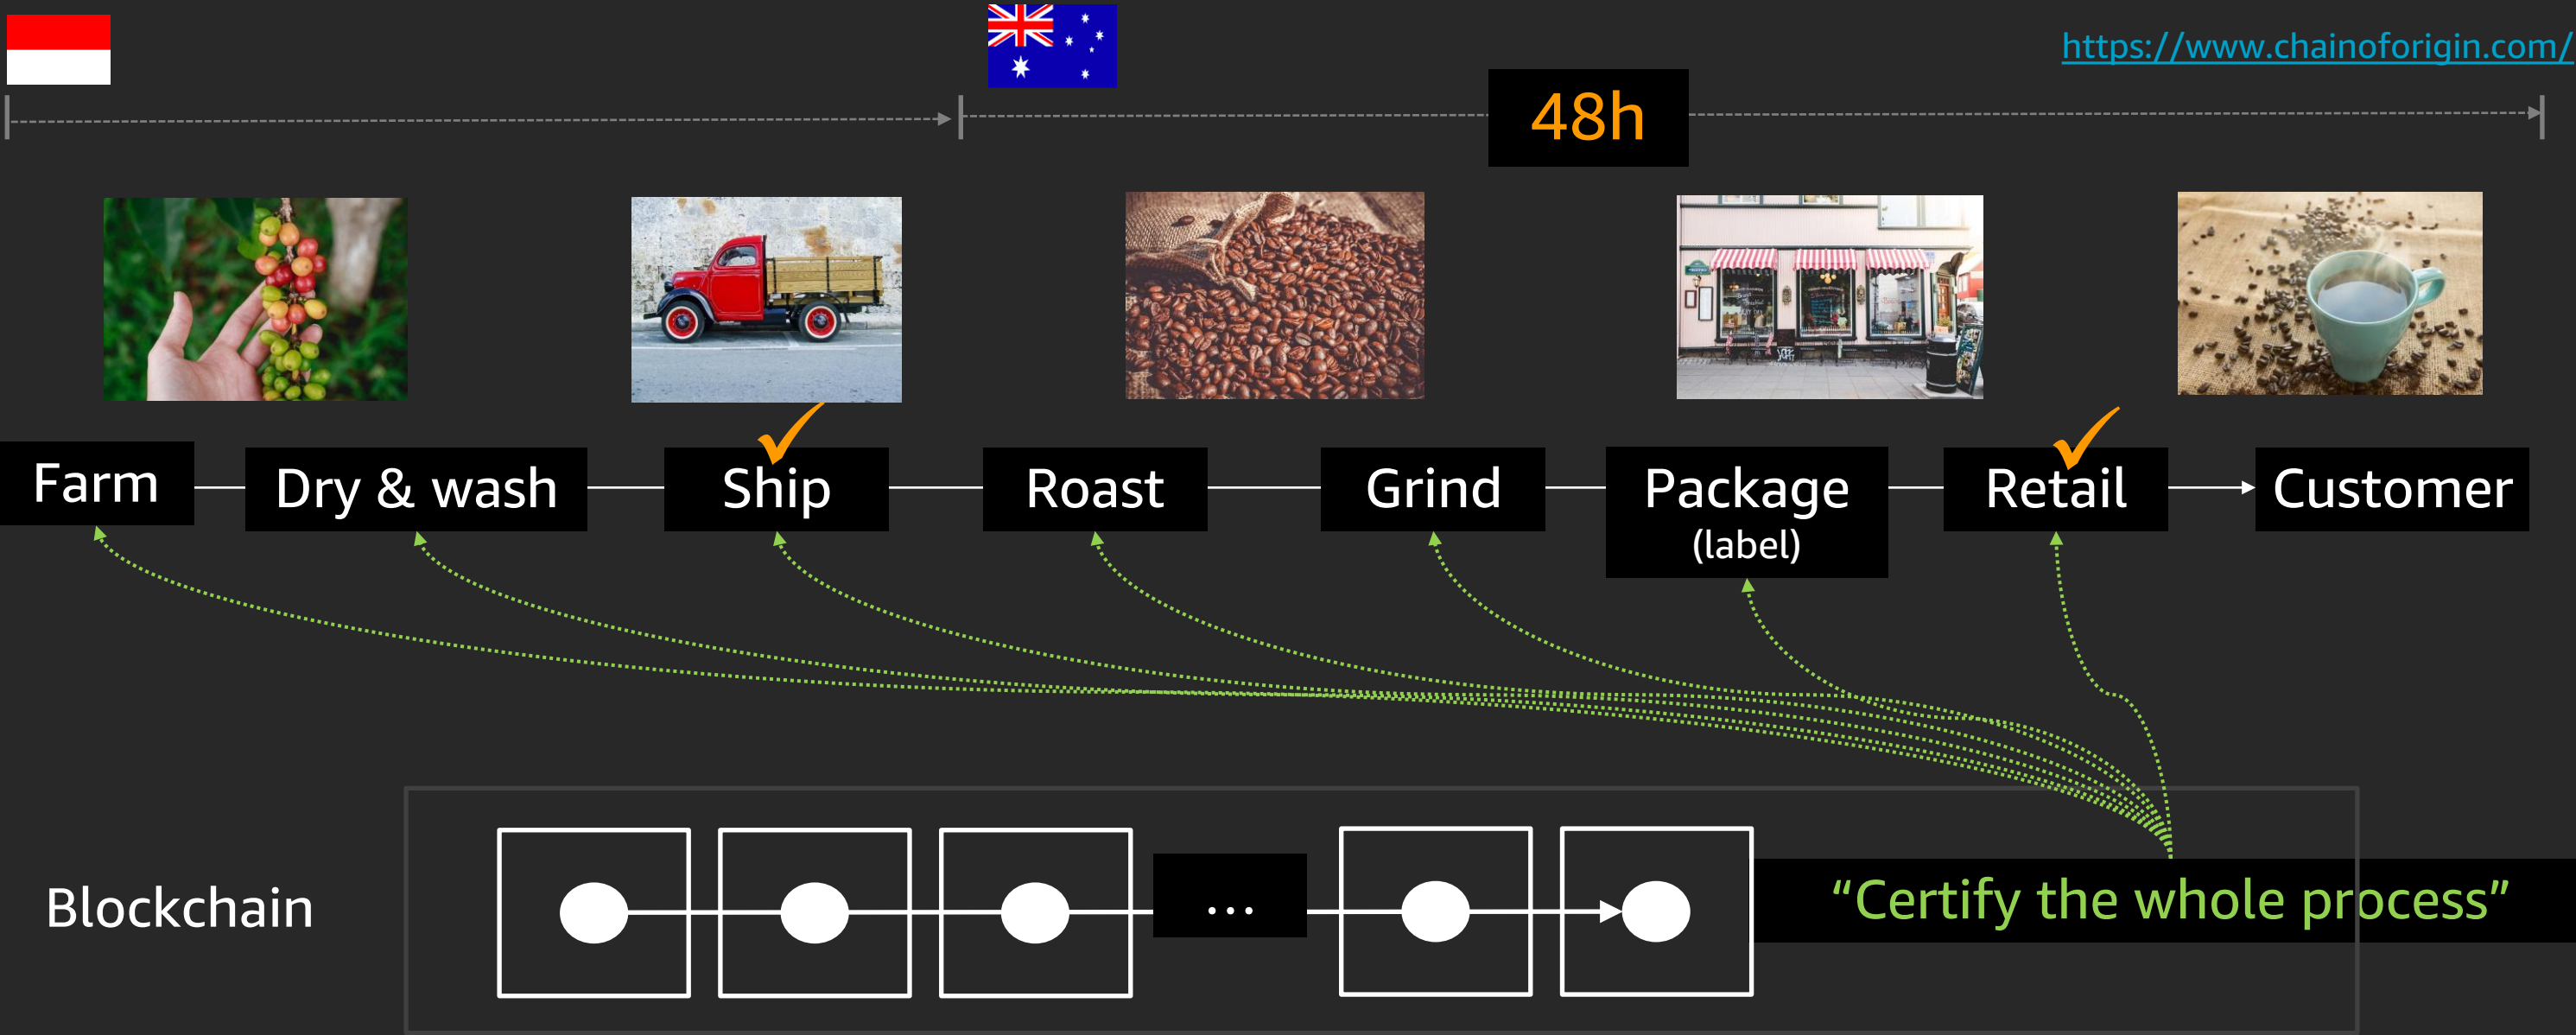 https://www.chainoforigin.com/
48h
Farm
Dry & wash
Ship
Roast
Grind
Package
(label)
Retail
Customer
Blockchain
...
“Certify the whole process”